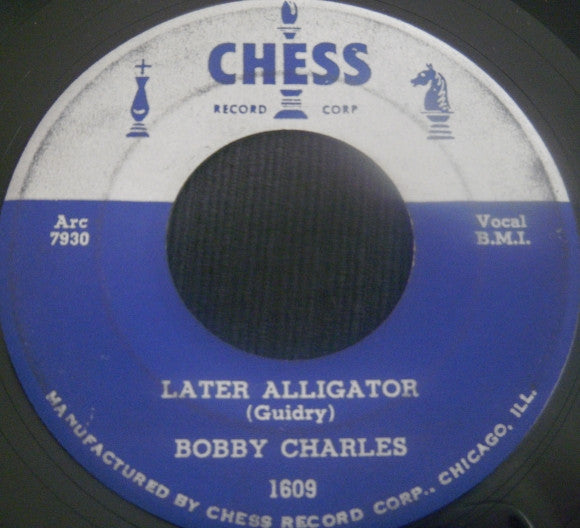 CHESS
RECORD CORP
Arc
7930
Vocal
B.M.I.
LATER ALLIGATOR
(Guidry)
BOBBY CHARLES
1609
MANUFACTURED BY CHESS RECORD CORP., CHICAGO, ILL.